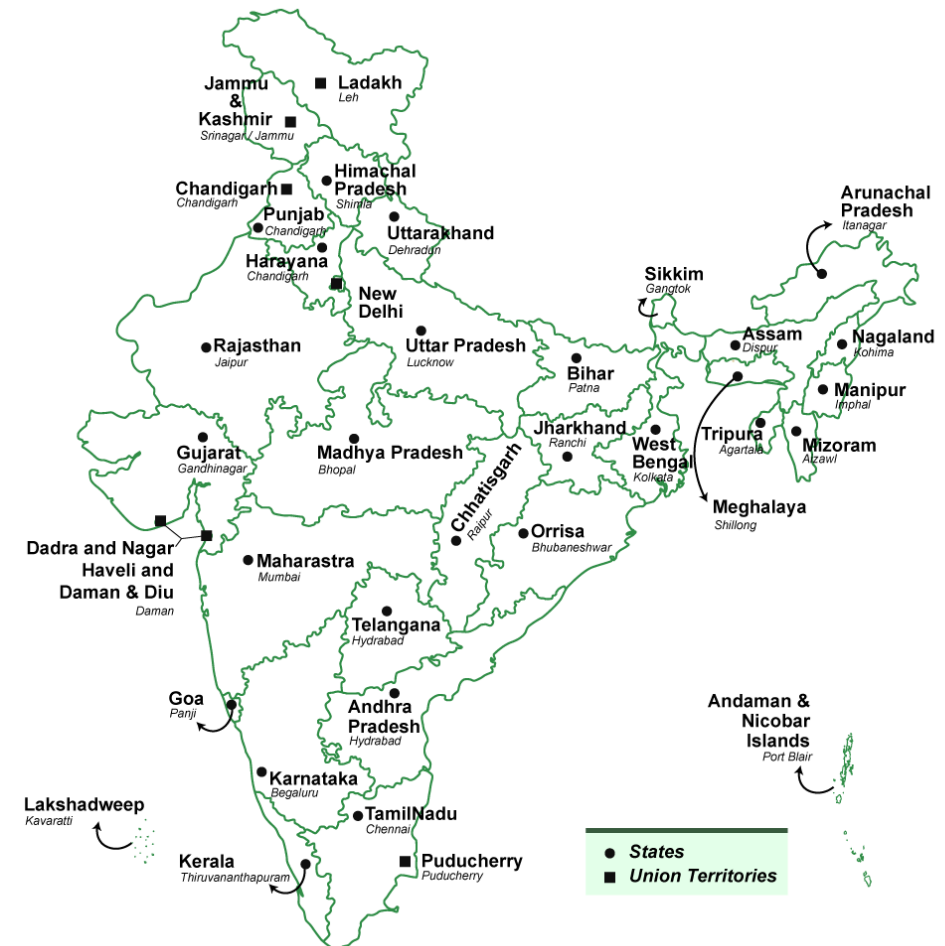 Ladakh
Leh
Jammu
&
Kashmir
Srinagar / Jammu
Himachal
Pradesh
Shimla
Chandigarh
Chandigarh
Punjab
Chandigarh
Uttarakhand
Dehradun
Harayana
Chandigarh
New
Delhi
Arunachal
Pradesh
Itanagar
Sikkim
Gangtok
Rajasthan
Jaipur
Uttar Pradesh
Lucknow
Bihar
Patna
Assam
Dispur
Nagaland
Kohima
Manipur
Imphal
Gujarat
Gandhinagar
Madhya Pradesh
Bhopal
Jharkhand
Ranchi
West
Bengal
Kolkata
Tripura
Agartala
Mizoram
Aizawl
Chhatisgarh
Raipur
Meghalaya
Shillong
Orrisa
Bhubaneshwar
Dadra and Nagar
Haveli and
Daman & Diu
Daman
Maharastra
Mumbai
Telangana
Hydrabad
Goa
Panji
Andhra
Pradesh
Hydrabad
Andaman &
Nicobar
Islands
Port Blair
Karnataka
Begaluru
Lakshadweep
Kavaratti
TamilNadu
Chennai
Kerala
Thiruvananthapuram
Puducherry
Puducherry
States
Union Territories